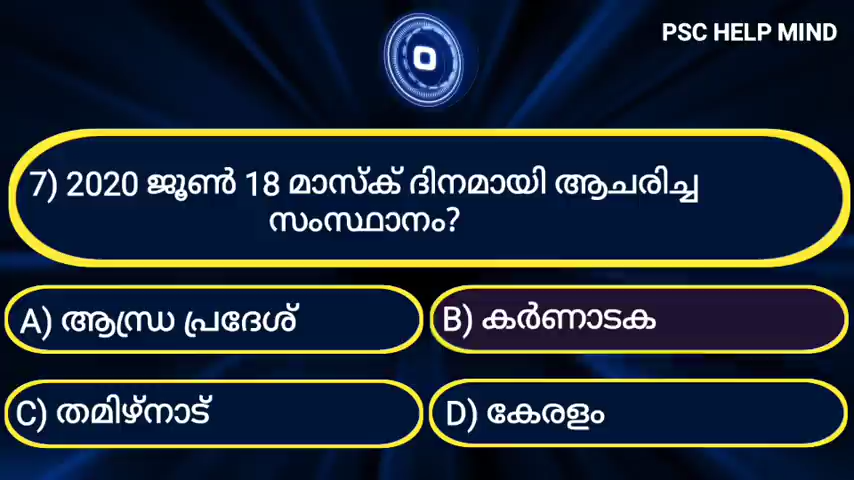 PSC HELP MIND
7) 2020 ജൂൺ 18 മാസ്ക് ദിനമായി ആചരിച്ച
സംസ്ഥാനം?
A) ആന്ധ്ര പ്രദേശ്
B) കർണാടക
C) തമിഴ്നാട്
D) കേരളം